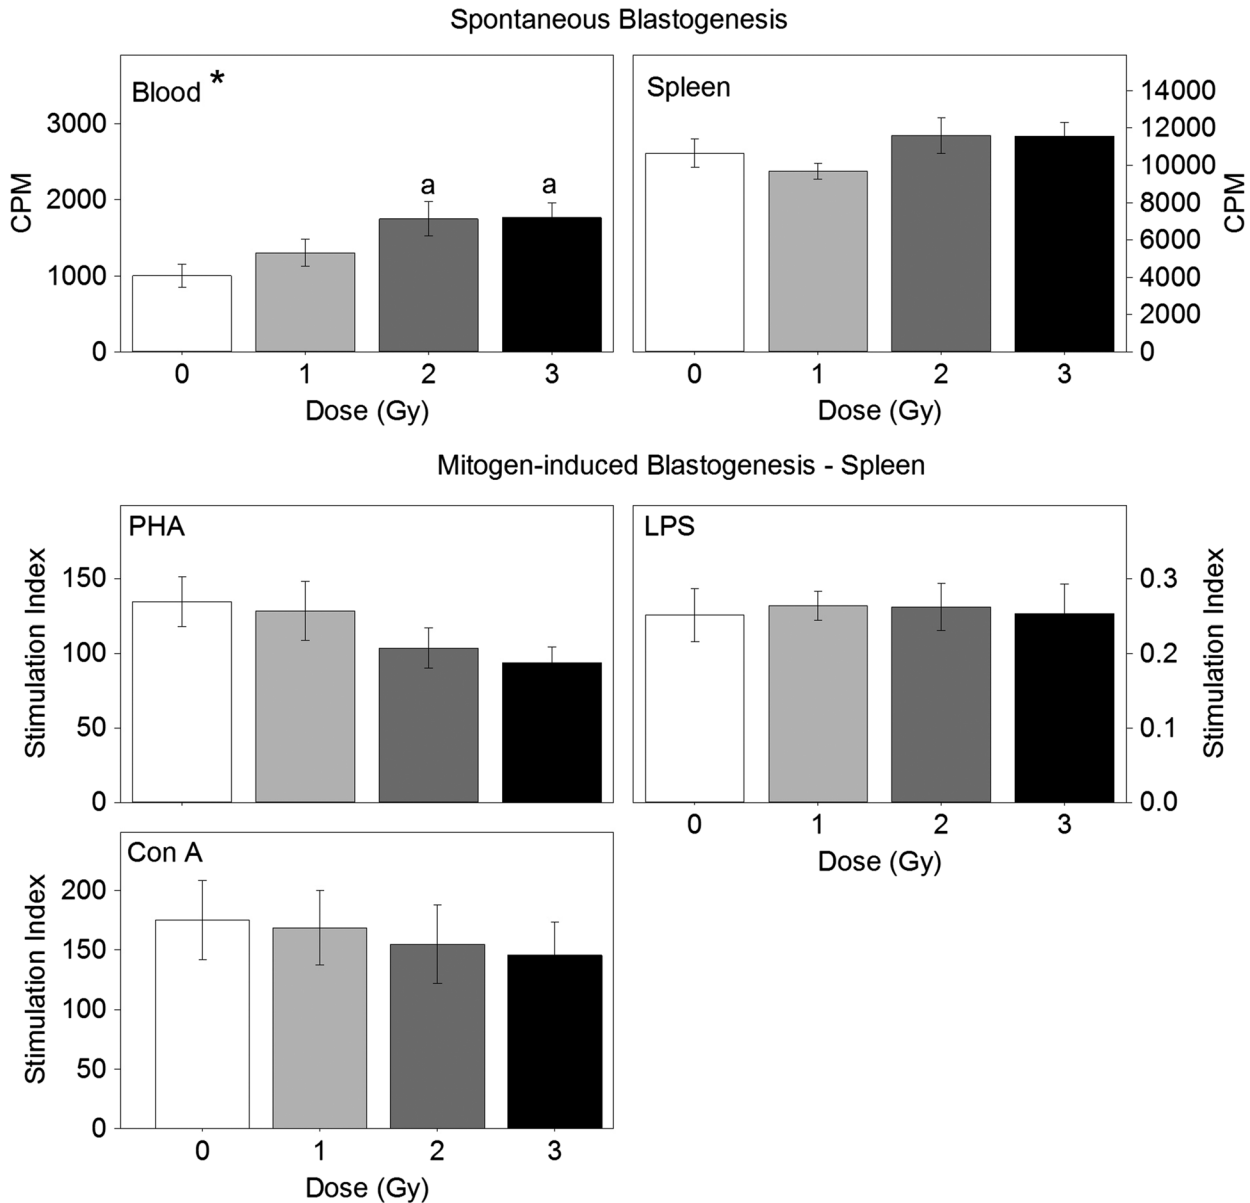 Spontaneous Blastogenesis
Blood *
Spleen
CPM
3000
2000
1000
0
a
a
0 1 2 3
Dose (Gy)
14000
12000
10000
8000
6000
4000
2000
0
CPM
0 1 2 3
Dose (Gy)
Mitogen-induced Blastogenesis - Spleen
PHA
Stimulation Index
150
100
50
0
LPS
0.3
0.2
0.1
0.0
Stimulation Index
0 1 2 3
Dose (Gy)
Con A
Stimulation Index
200
150
100
50
0
0 1 2 3
Dose (Gy)